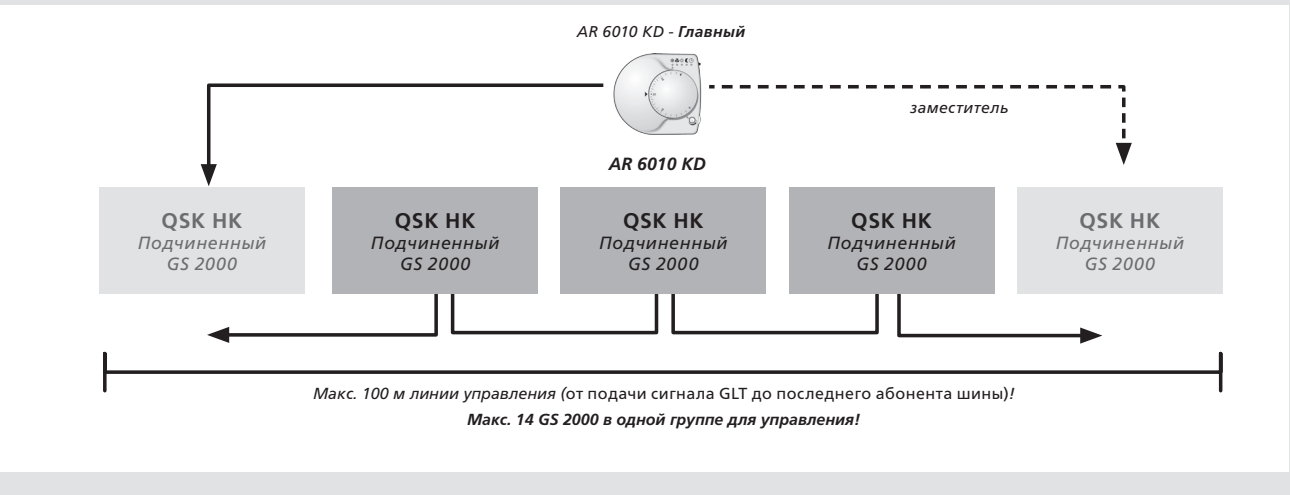 AR 6010 KD - Главный
заместитель
AR 6010 KD
QSK HK
Подчиненный
GS 2000
QSK HK
Подчиненный
GS 2000
QSK HK
Подчиненный
GS 2000
QSK HK
Подчиненный
GS 2000
QSK HK
Подчиненный
GS 2000
Макс. 100 м линии управления (от подачи сигнала GLT до последнего абонента шины)!
Макс. 14 GS 2000 в одной группе для управления!